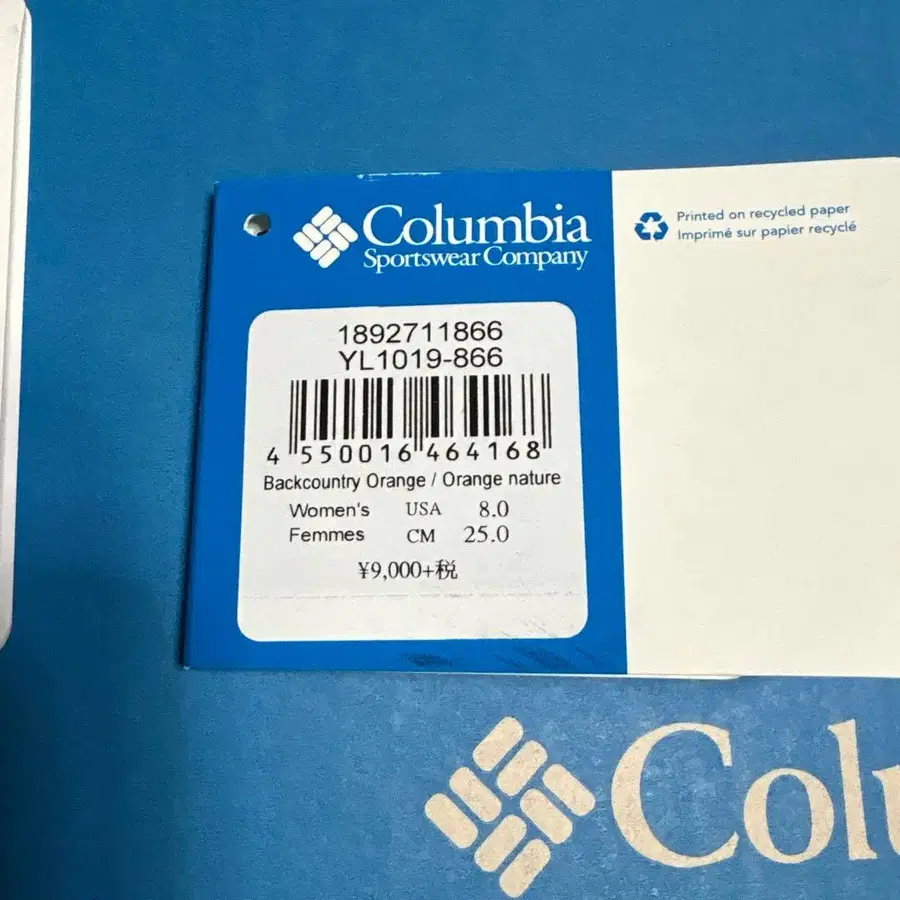 Columbia
Sportswear Company
Printed on recycled paper
Imprimé sur papier recyclé
1892711866
YL1019-866
4 550016 464168
Backcountry Orange / Orange nature
Women's USA 8.0
Femmes CM 25.0
¥9,000+税
Colu